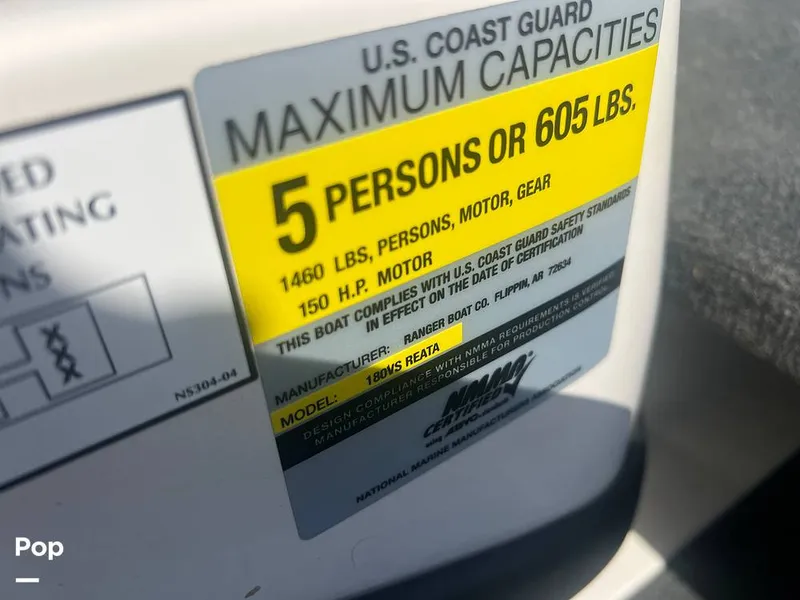 U.S. COAST GUARD
MAXIMUM CAPACITIES
5 PERSONS OR 605 LBS.
1460 LBS, PERSONS, MOTOR, GEAR
150 H.P. MOTOR
THIS BOAT COMPLIES WITH U.S. COAST GUARD SAFETY STANDARDS
IN EFFECT ON THE DATE OF CERTIFICATION
MANUFACTURER: RANGER BOAT CO. FLIPPIN, AR 72634
MODEL: 180VS REATA
DESIGN COMPLIANCE WITH NMMA REQUIREMENTS IS VERIFIED.
MANUFACTURER RESPONSIBLE FOR PRODUCTION CONTROL.
NMMA
CERTIFIED
NATIONAL MARINE MANUFACTURERS ASSOCIATION
ED
ATING
NS
XXX
NS304-04
Pop